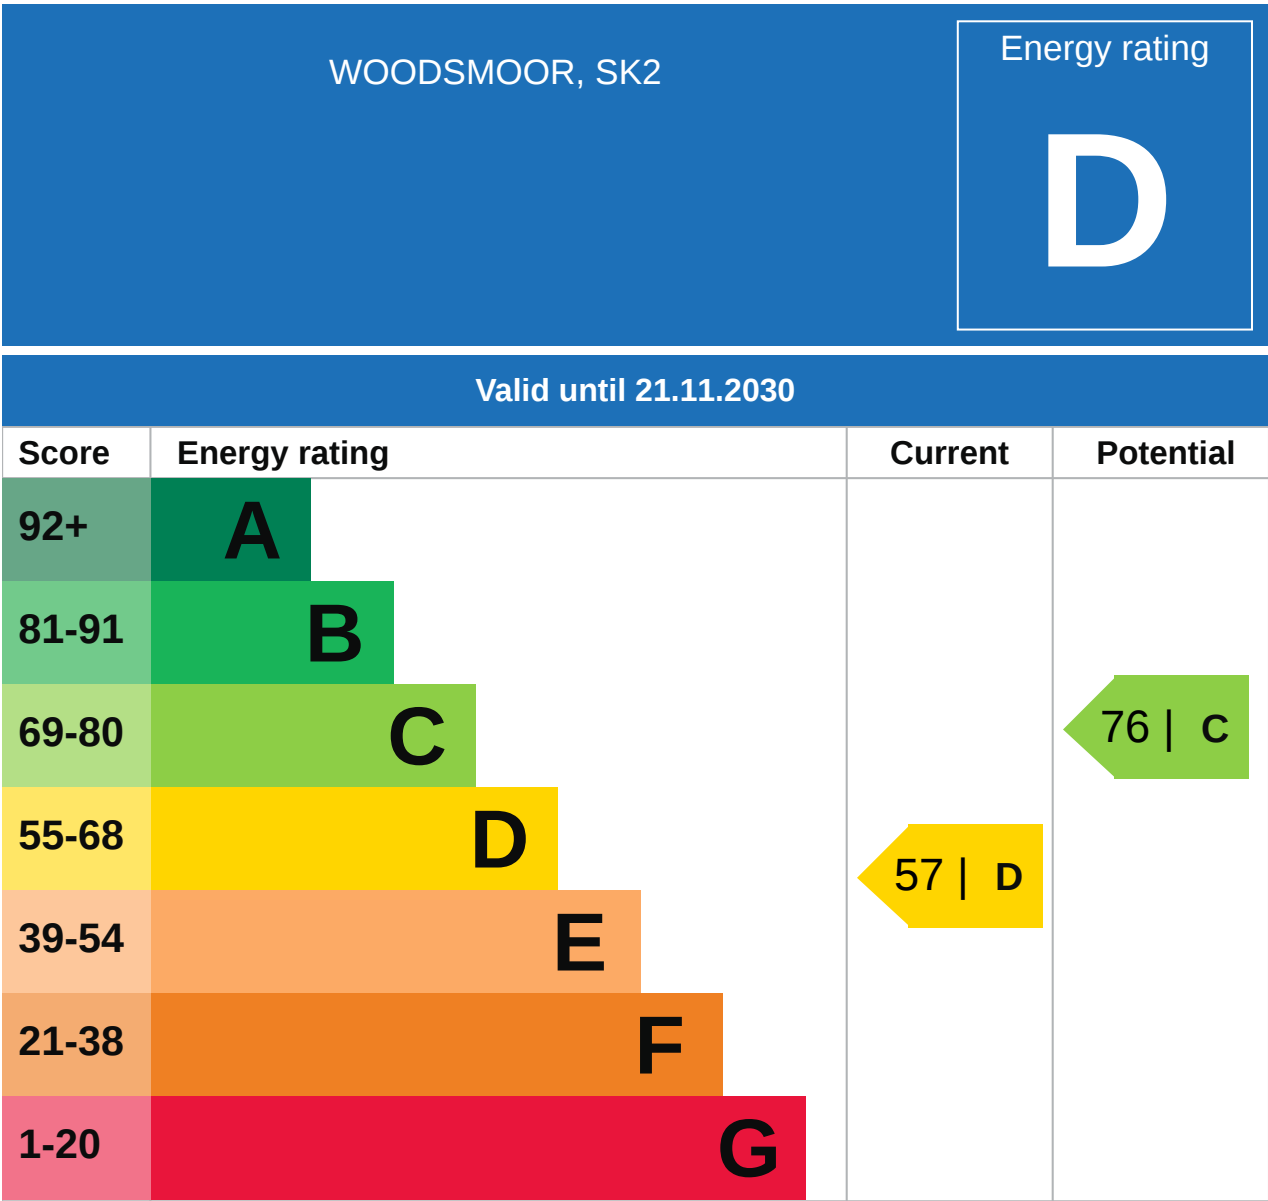 WOODSMOOR, SK2
Energy rating
D
Valid until 21.11.2030
Score Energy rating Current Potential
92+ A
81-91 B
69-80 C
76 | C
55-68 D
57 | D
39-54 E
21-38 F
1-20 G